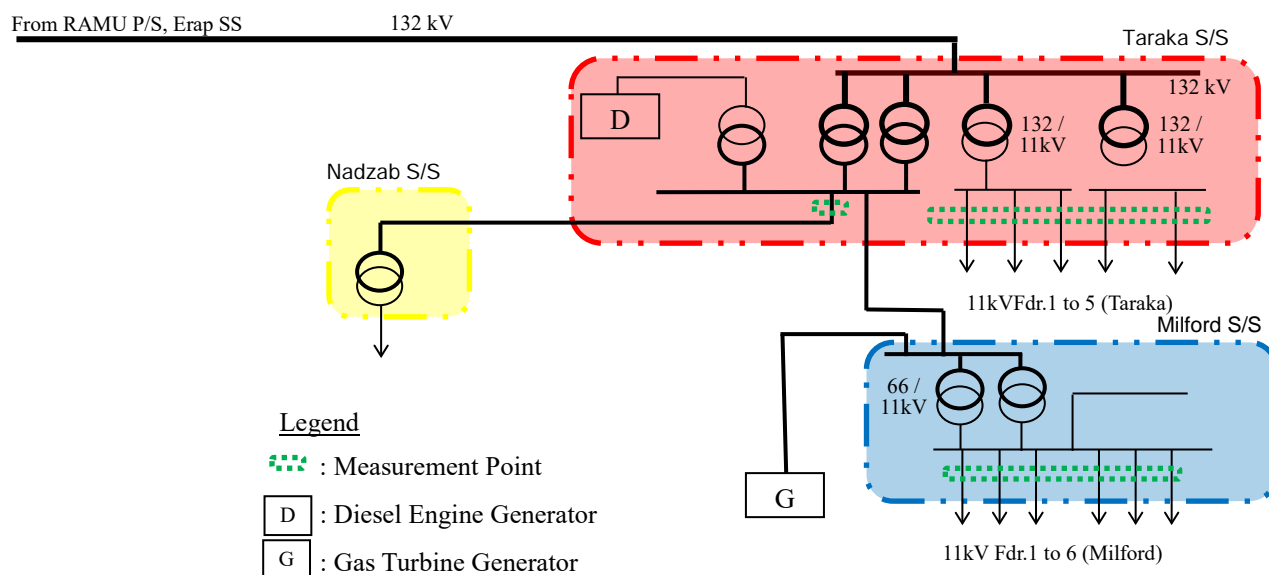 From RAMU P/S, Erap SS
132 kV
Taraka S/S
132 kV
D
132 /
11kV
132 /
11kV
Nadzab S/S
11kVFdr.1 to 5 (Taraka)
Milford S/S
66 /
11kV
Legend
: Measurement Point
D : Diesel Engine Generator
G : Gas Turbine Generator
G
11kV Fdr.1 to 6 (Milford)